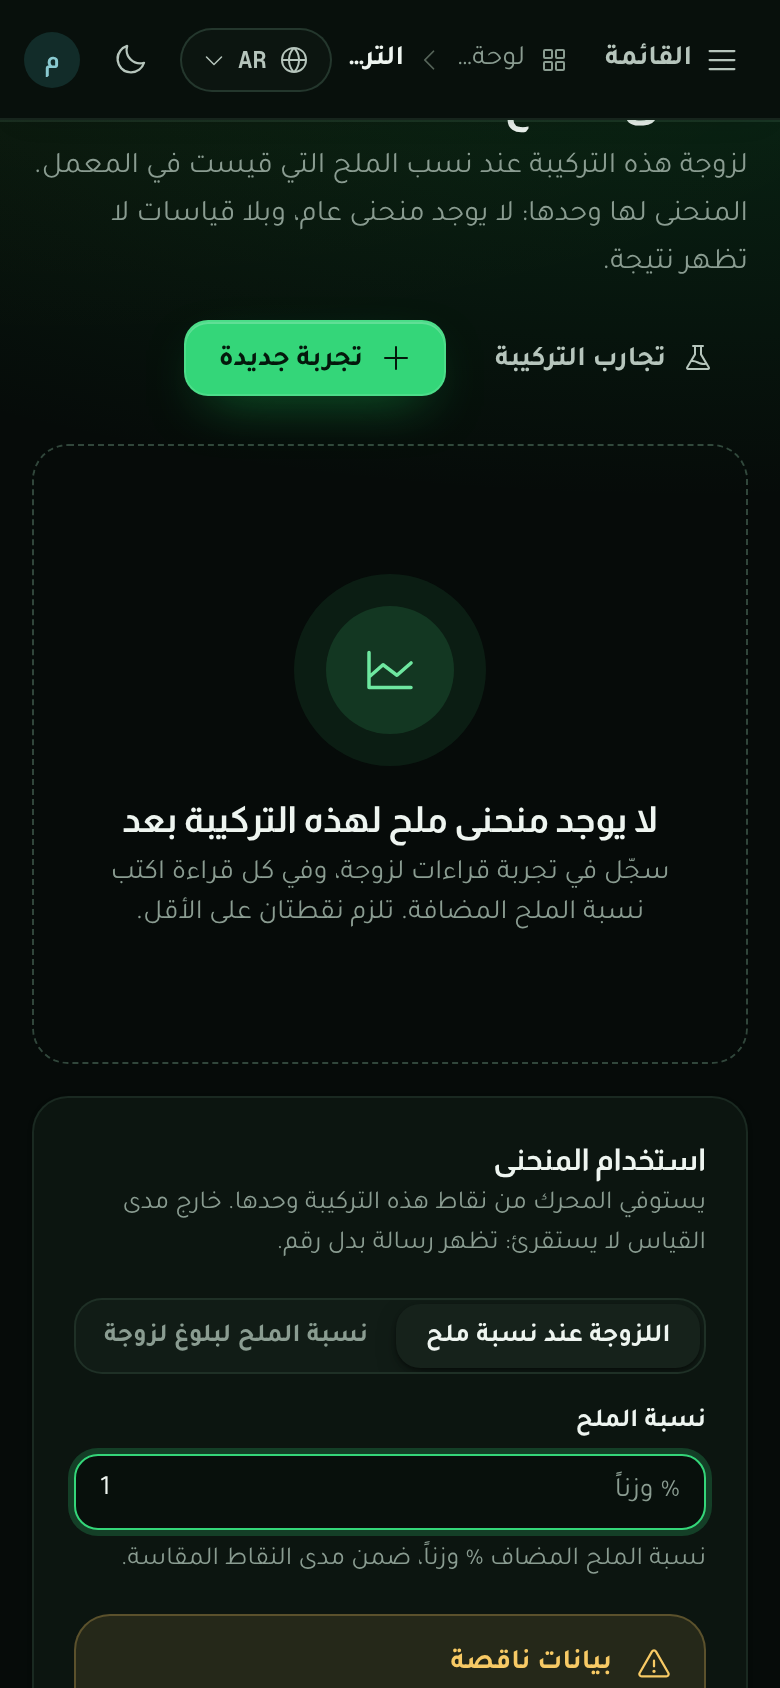 القائمة
لوحة...
التر...
AR
م
لزوجة هذه التركيبة عند نسب الملح التي قيست في المعمل.
المنحنى لها وحدها: لا يوجد منحنى عام، وبلا قياسات لا
تظهر نتيجة.
تجارب التركيبة
تجربة جديدة
لا يوجد منحنى ملح لهذه التركيبة بعد
سجّل في تجربة قراءات لزوجة، وفي كل قراءة اكتب
نسبة الملح المضافة. تلزم نقطتان على الأقل.
استخدام المنحنى
يستوفي المحرك من نقاط هذه التركيبة وحدها. خارج مدى
القياس لا يستقرئ: تظهر رسالة بدل رقم.
اللزوجة عند نسبة ملح
نسبة الملح لبلوغ لزوجة
نسبة الملح
% وزناً
1
نسبة الملح المضاف % وزناً، ضمن مدى النقاط المقاسة.
بيانات ناقصة